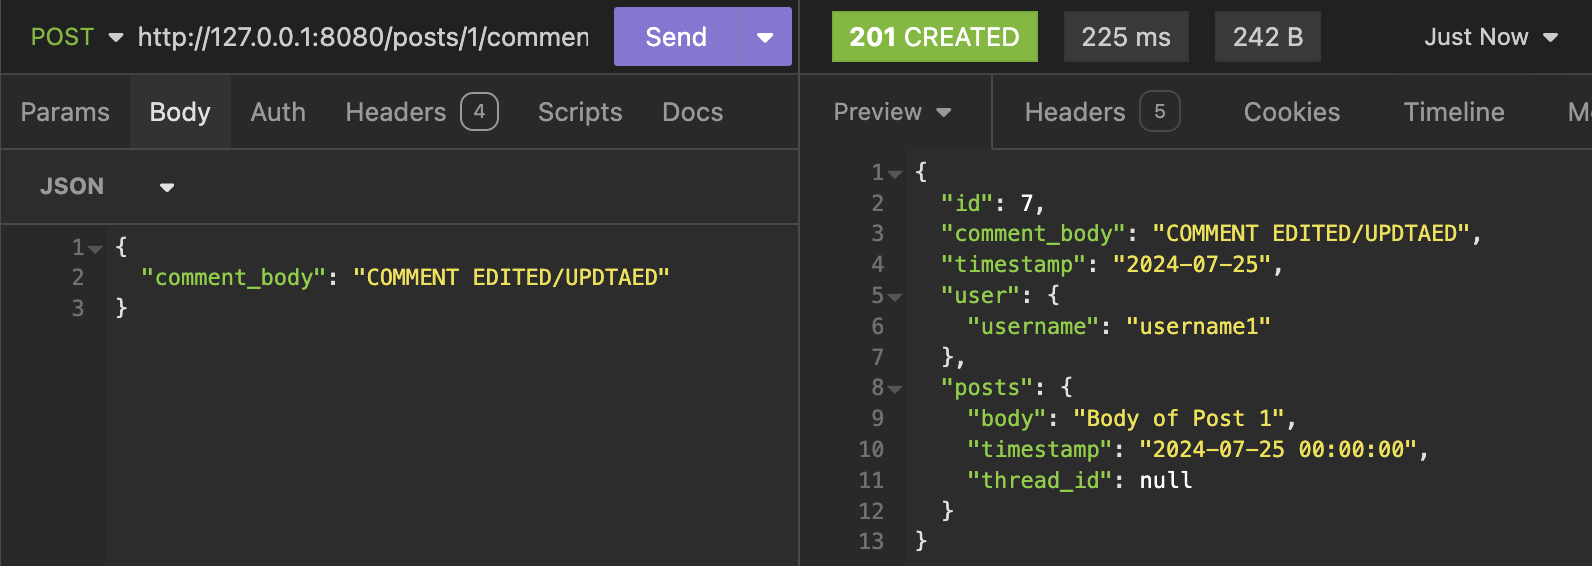 POST http://127.0.0.1:8080/posts/1/commen Send
201 CREATED 225 ms 242 B Just Now
Params Body Auth Headers 4 Scripts Docs
Preview Headers 5 Cookies Timeline M
JSON
1 {
2 "comment_body": "COMMENT EDITED/UPDTAED"
3 }
1 {
2 "id": 7,
3 "comment_body": "COMMENT EDITED/UPDTAED",
4 "timestamp": "2024-07-25",
5 "user": {
6 "username": "username1"
7 },
8 "posts": {
9 "body": "Body of Post 1",
10 "timestamp": "2024-07-25 00:00:00",
11 "thread_id": null
12 }
13 }